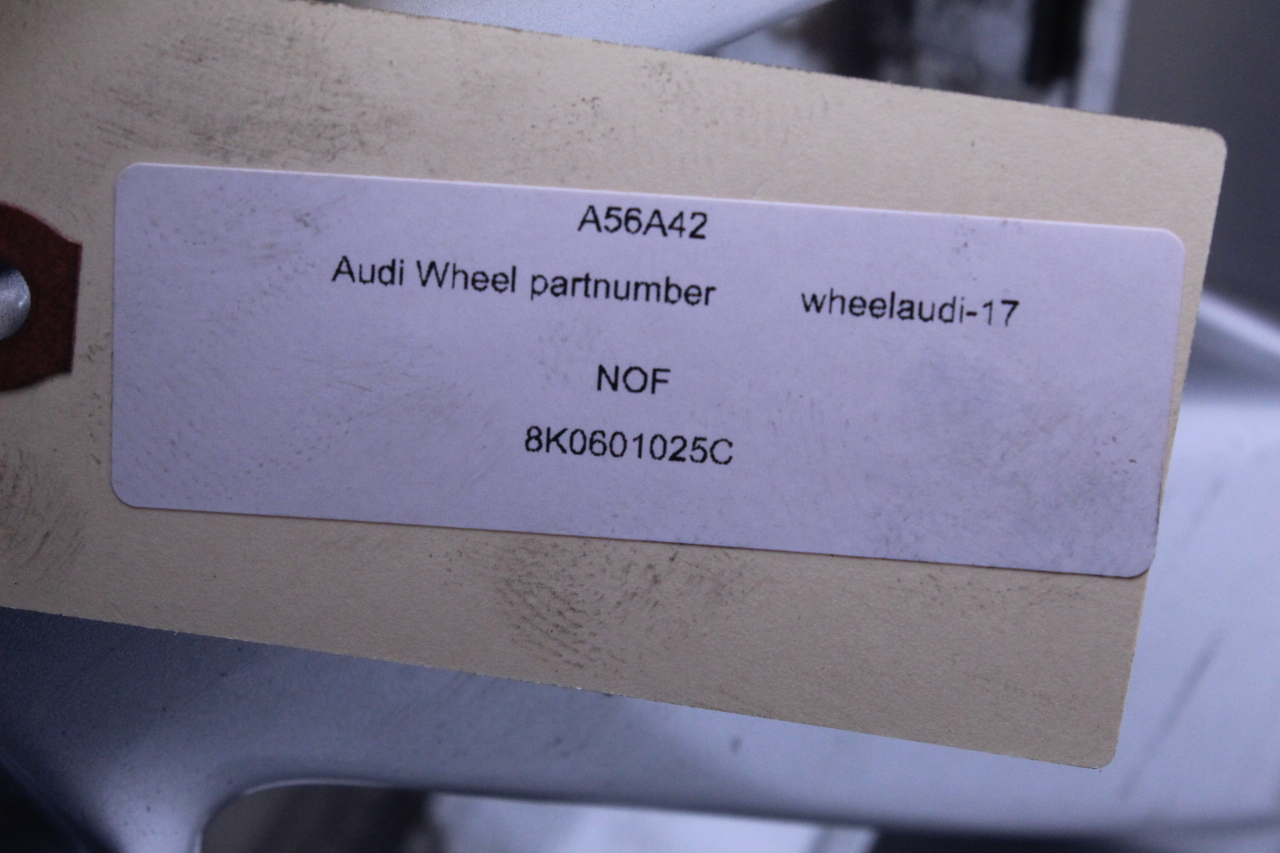 A56A42
Audi Wheel partnumber wheelaudi-17
NOF
8K0601025C